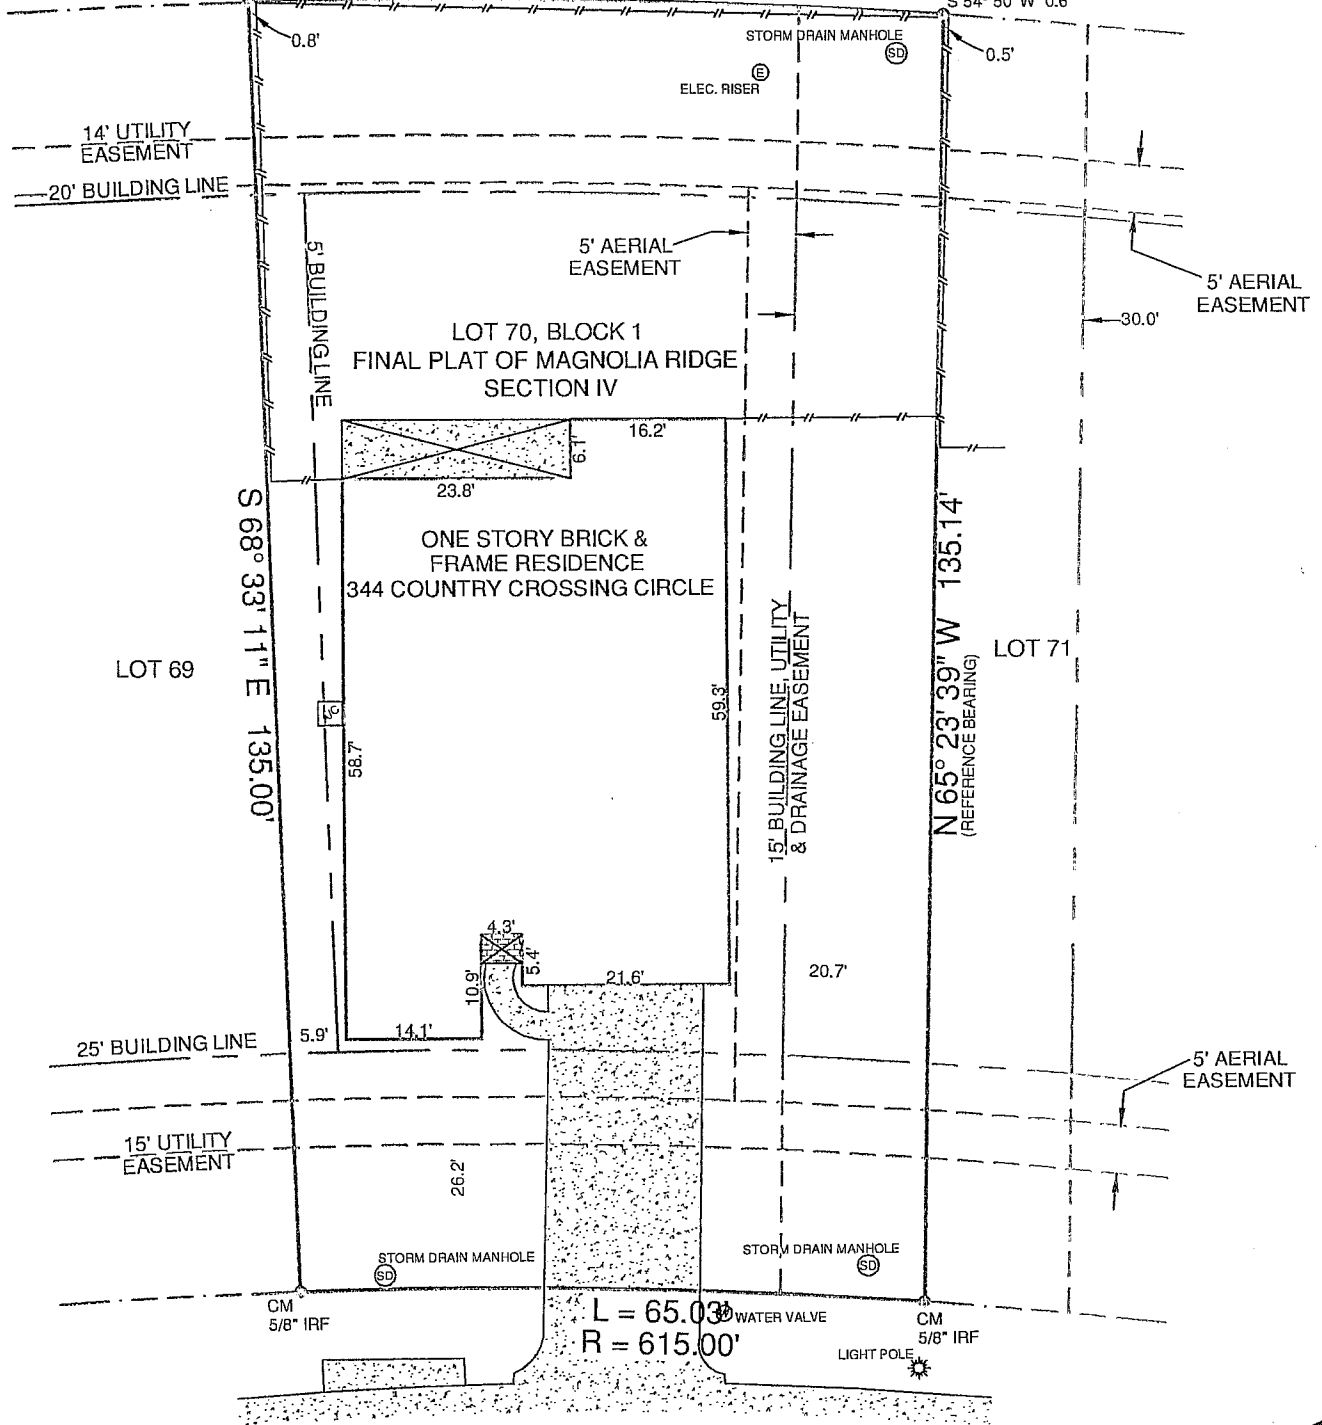 S 54° 50' W 0.6'
0.8'
STORM DRAIN MANHOLE
SD
0.5'
E
ELEC. RISER
14' UTILITY
EASEMENT
20' BUILDING LINE
5' AERIAL
EASEMENT
5' AERIAL
EASEMENT
5' BUILDING LINE
30.0'
LOT 70, BLOCK 1
FINAL PLAT OF MAGNOLIA RIDGE
SECTION IV
16.2'
6.1'
23.8'
S 68° 33' 11" E 135.00'
ONE STORY BRICK &
FRAME RESIDENCE
344 COUNTRY CROSSING CIRCLE
N 65° 23' 39" W 135.14'
(REFERENCE BEARING)
15' BUILDING LINE, UTILITY
& DRAINAGE EASEMENT
LOT 69
LOT 71
59.3'
58.7'
4.3'
5.4'
10.9'
21.6'
20.7'
5.9'
14.1'
25' BUILDING LINE
5' AERIAL
EASEMENT
15' UTILITY
EASEMENT
26.2'
STORM DRAIN MANHOLE
SD
STORM DRAIN MANHOLE
SD
CM
5/8" IRF
L = 65.03'
R = 615.00'
WATER VALVE
CM
5/8" IRF
LIGHT POLE